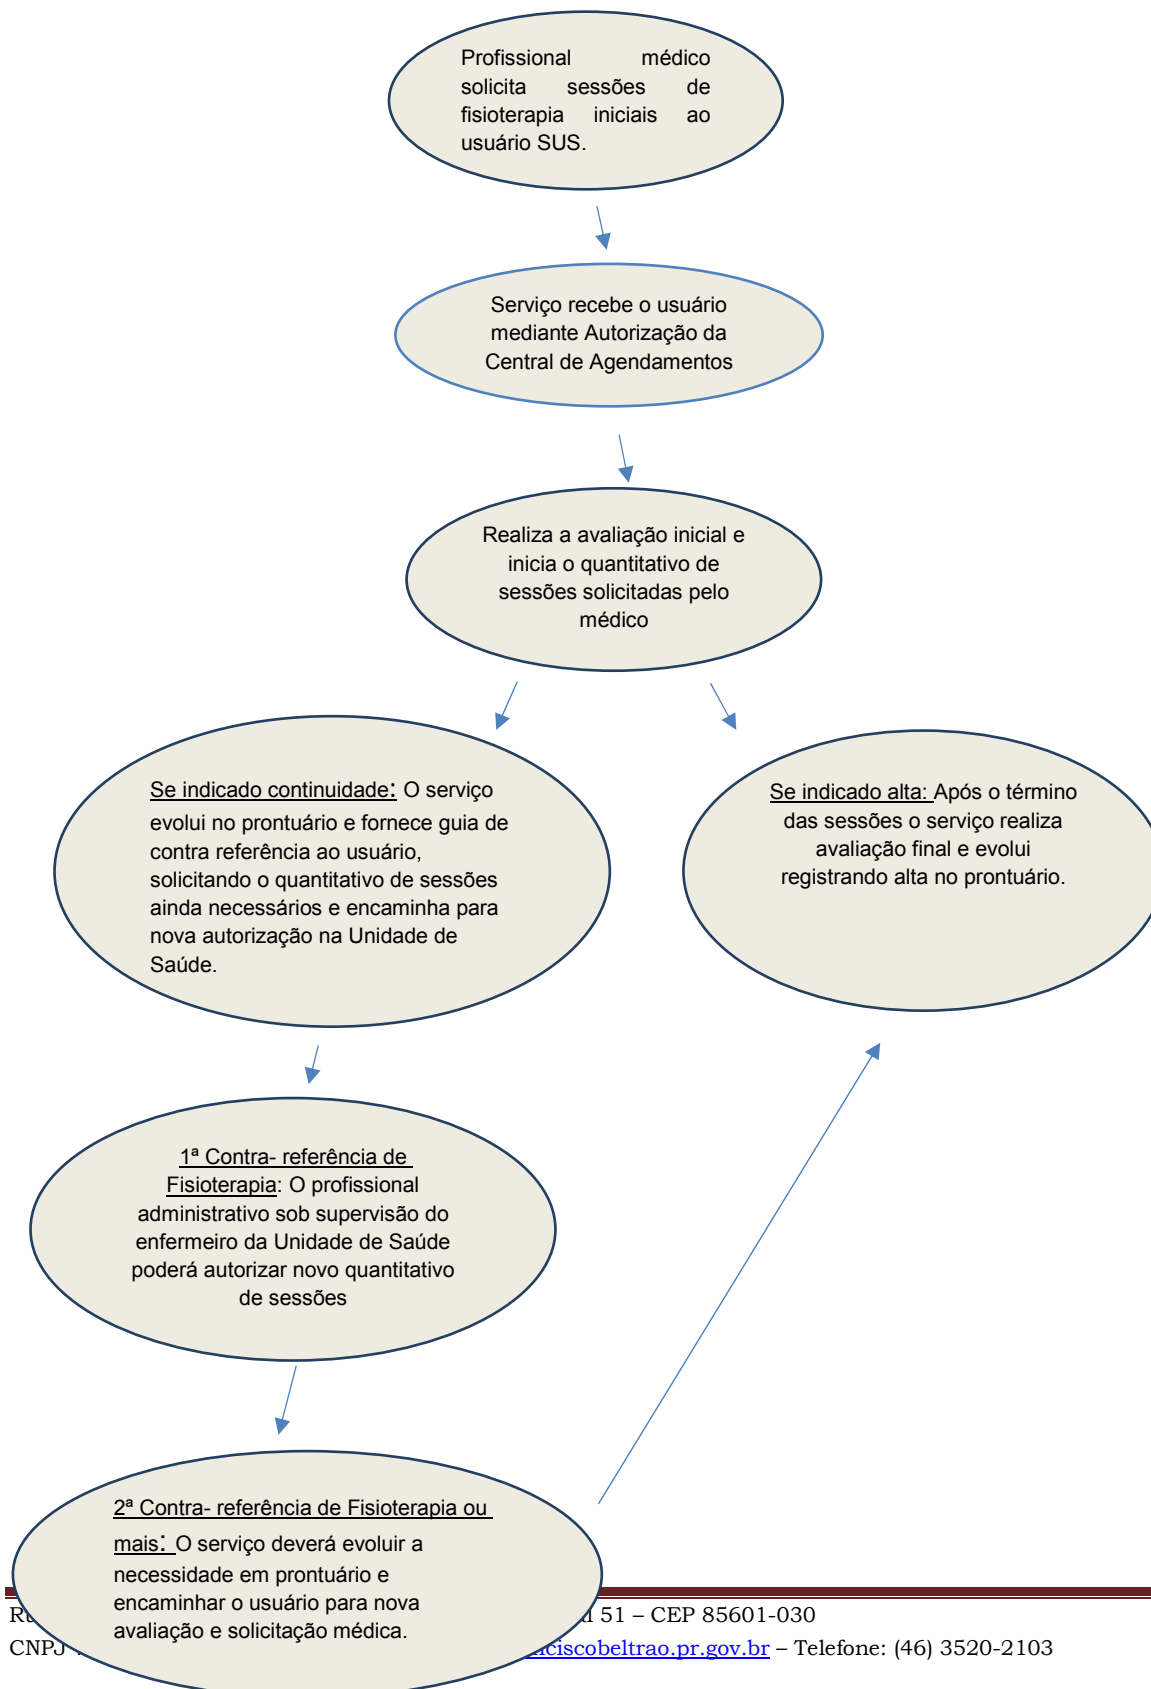 Profissional médico
solicita sessões de
fisioterapia iniciais ao
usuário SUS.
Serviço recebe o usuário
mediante Autorização da
Central de Agendamentos
Realiza a avaliação inicial e
inicia o quantitativo de
sessões solicitadas pelo
médico
Se indicado continuidade: O serviço
evolui no prontuário e fornece guia de
contra referência ao usuário,
solicitando o quantitativo de sessões
ainda necessários e encaminha para
nova autorização na Unidade de
Saúde.
Se indicado alta: Após o término
das sessões o serviço realiza
avaliação final e evolui
registrando alta no prontuário.
1ª Contra- referência de
Fisioterapia: O profissional
administrativo sob supervisão do
enfermeiro da Unidade de Saúde
poderá autorizar novo quantitativo
de sessões
2ª Contra- referência de Fisioterapia ou
mais: O serviço deverá evoluir a
necessidade em prontuário e
encaminhar o usuário para nova
avaliação e solicitação médica.
51 – CEP 85601-030
CNPJ ciscobeltrao.pr.gov.br – Telefone: (46) 3520-2103